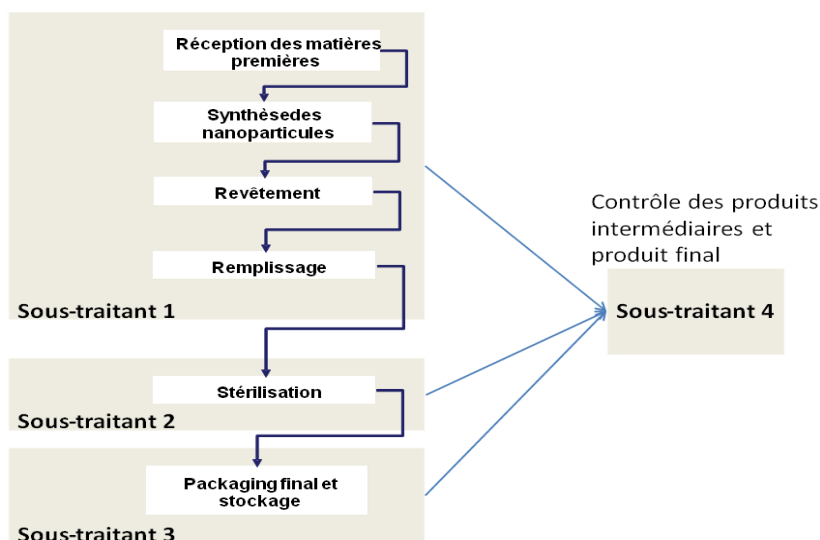 Réception des matières
premières
Synthèsedes
nanoparticules
Revêtement
Remplissage
Sous-traitant 1
Stérilisation
Sous-traitant 2
Packaging final et
stockage
Sous-traitant 3
Contrôle des produits
intermédiaires et
produit final
Sous-traitant 4